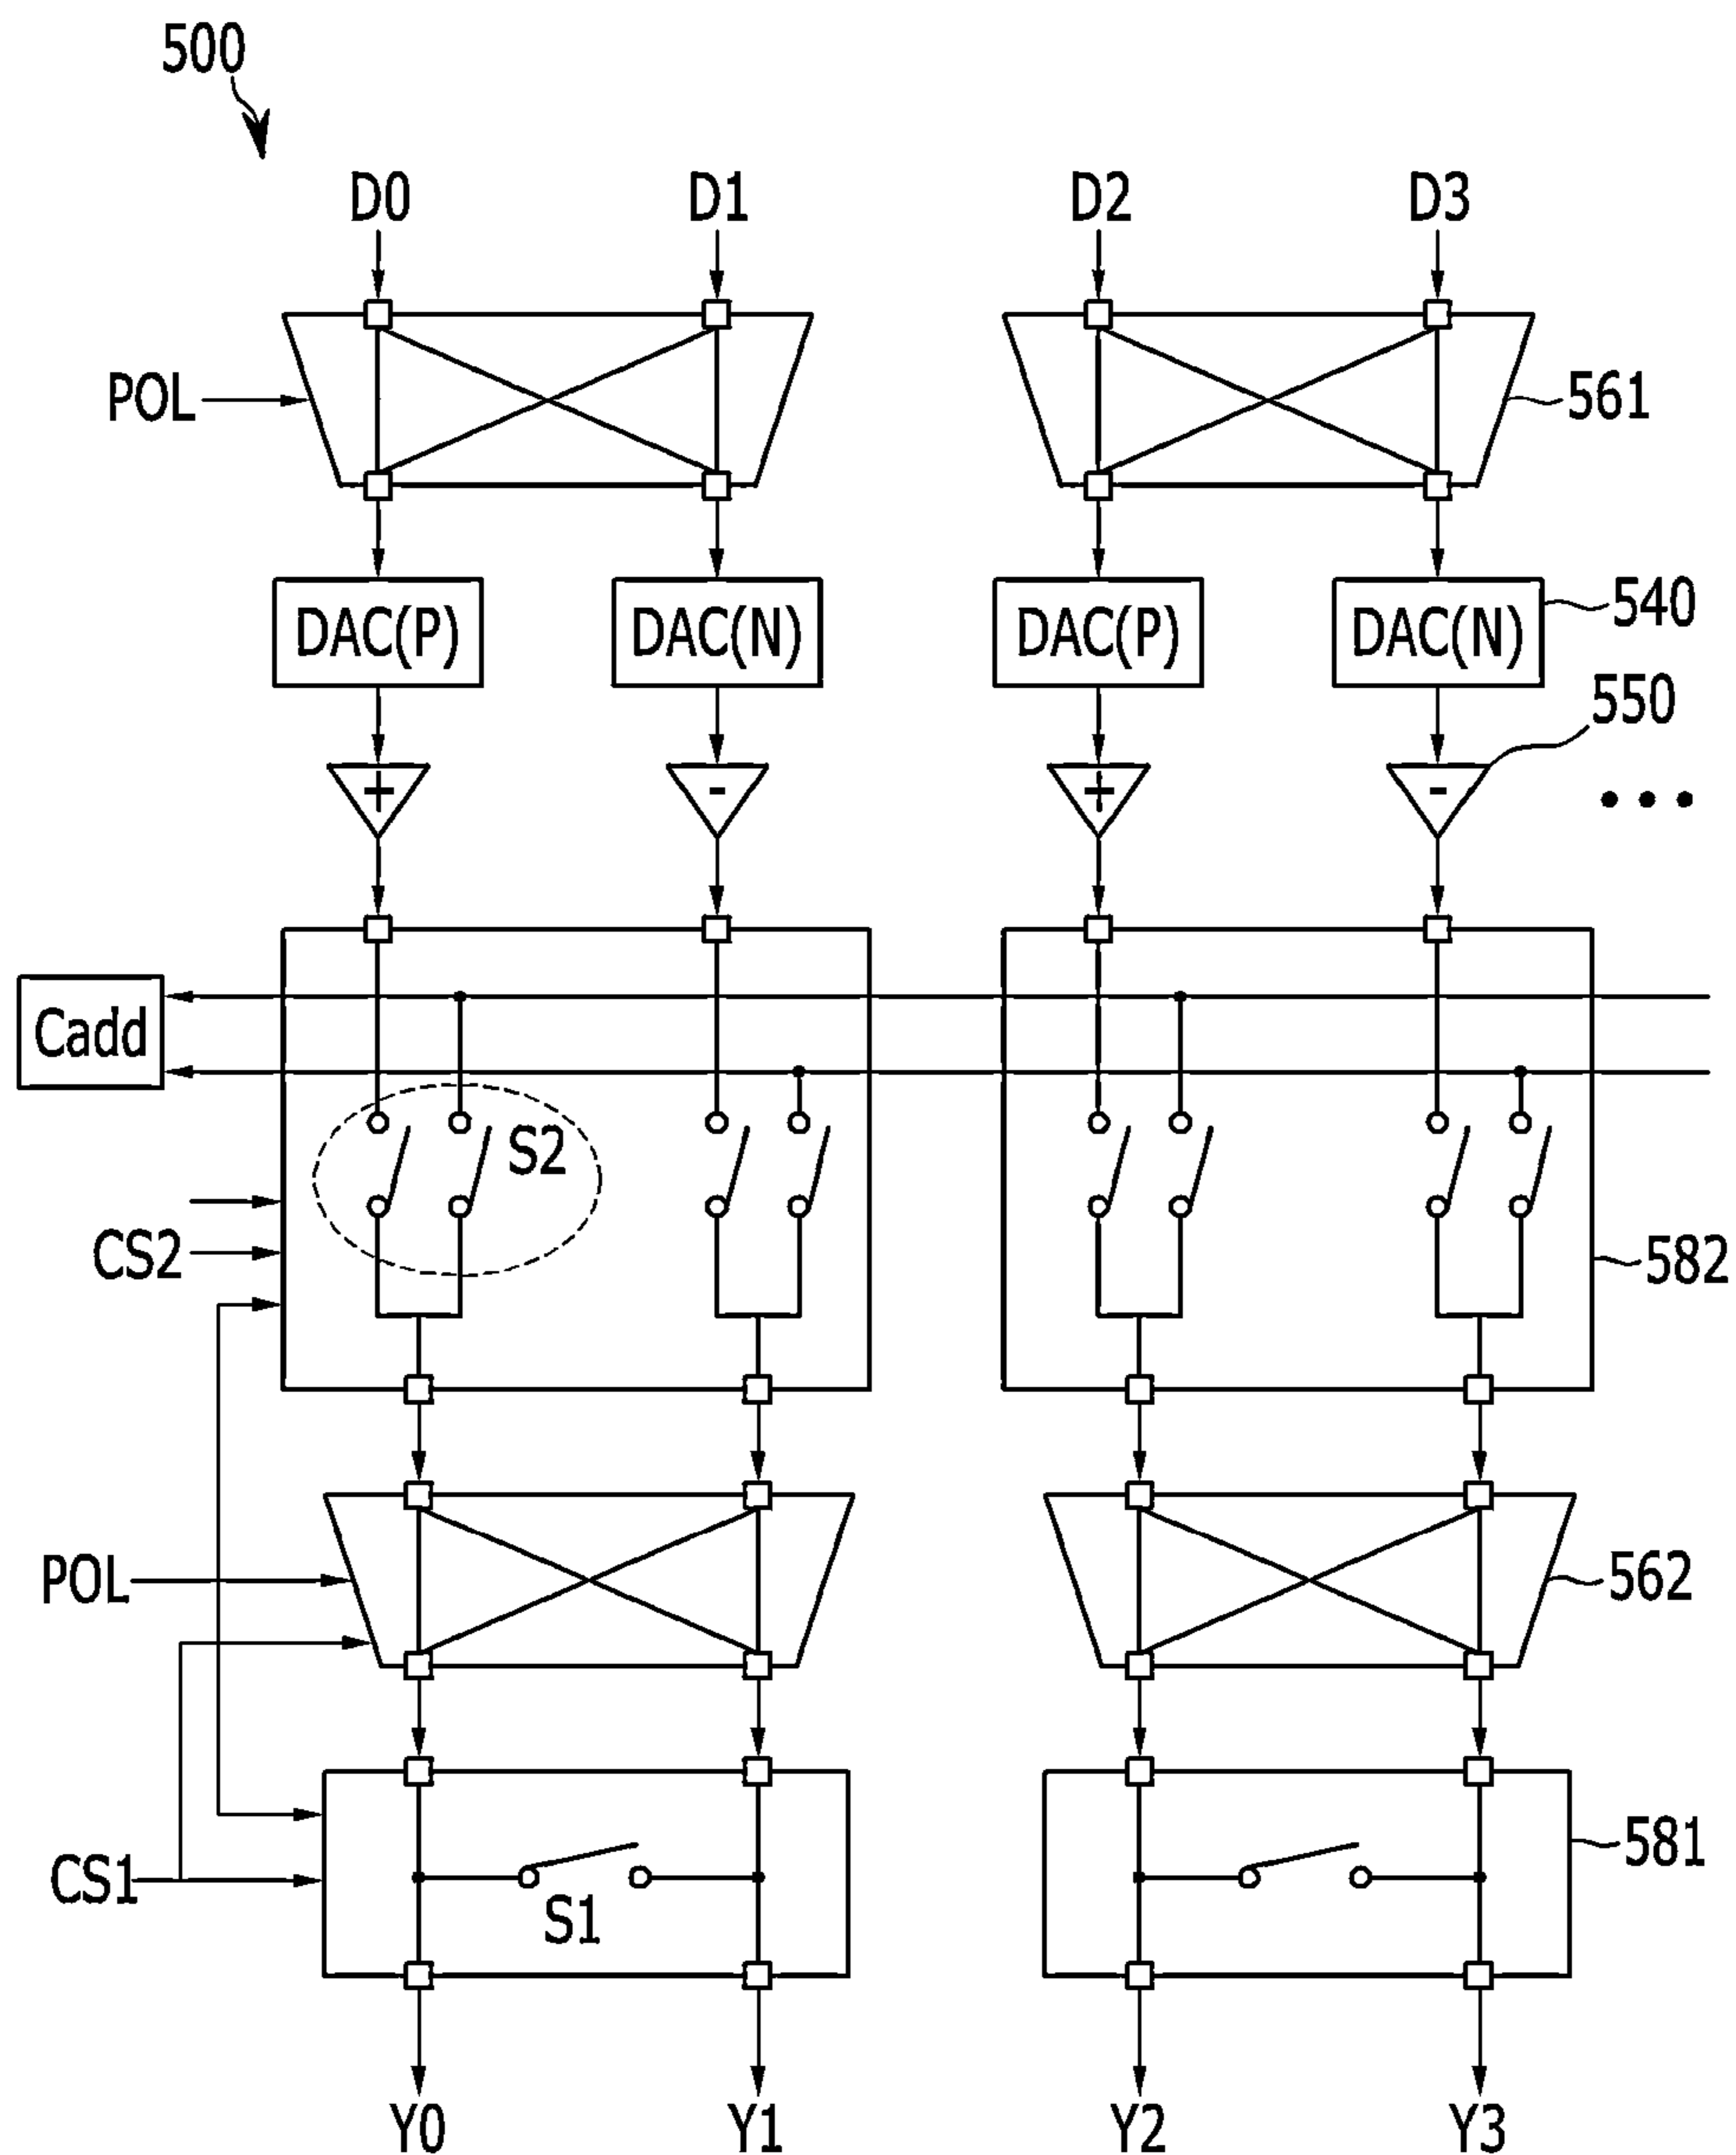 500
D0 D1 D2 D3
POL 561
DAC(P) DAC(N) DAC(P) DAC(N) 540
550
+ - + -
Cadd
S2
CS2 582
POL 562
CS1 S1 581
Y0 Y1 Y2 Y3